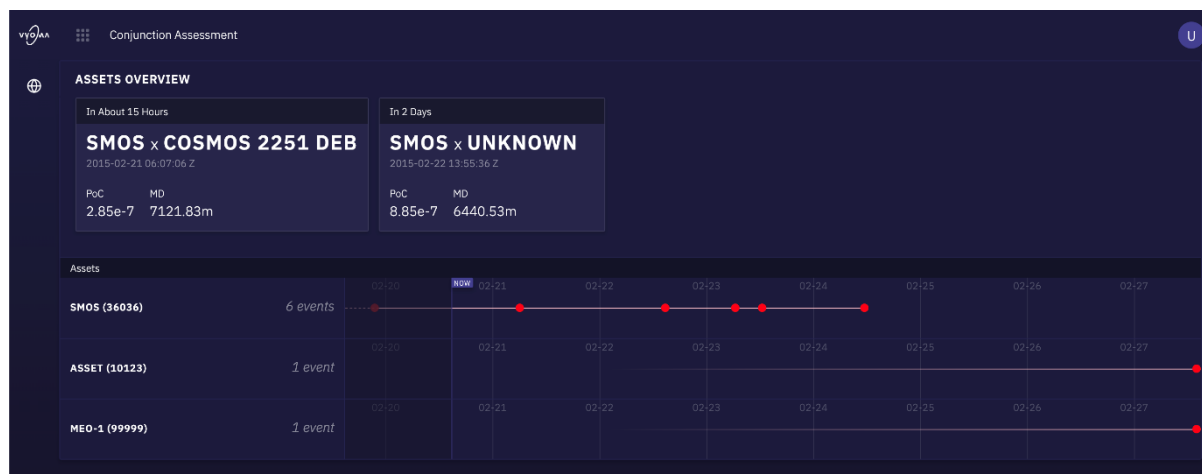 VYOMA
Conjunction Assessment
U
ASSETS OVERVIEW
In About 15 Hours
SMOS x COSMOS 2251 DEB
2015-02-21 06:07:06 Z
PoC MD
2.85e-7 7121.83m
In 2 Days
SMOS x UNKNOWN
2015-02-22 13:55:36 Z
PoC MD
8.85e-7 6440.53m
Assets
02-20 NOW 02-21 02-22 02-23 02-24 02-25 02-26 02-27
SMOS (36036) 6 events
02-20 02-21 02-22 02-23 02-24 02-25 02-26 02-27
ASSET (10123) 1 event
02-20 02-21 02-22 02-23 02-24 02-25 02-26 02-27
MEO-1 (99999) 1 event